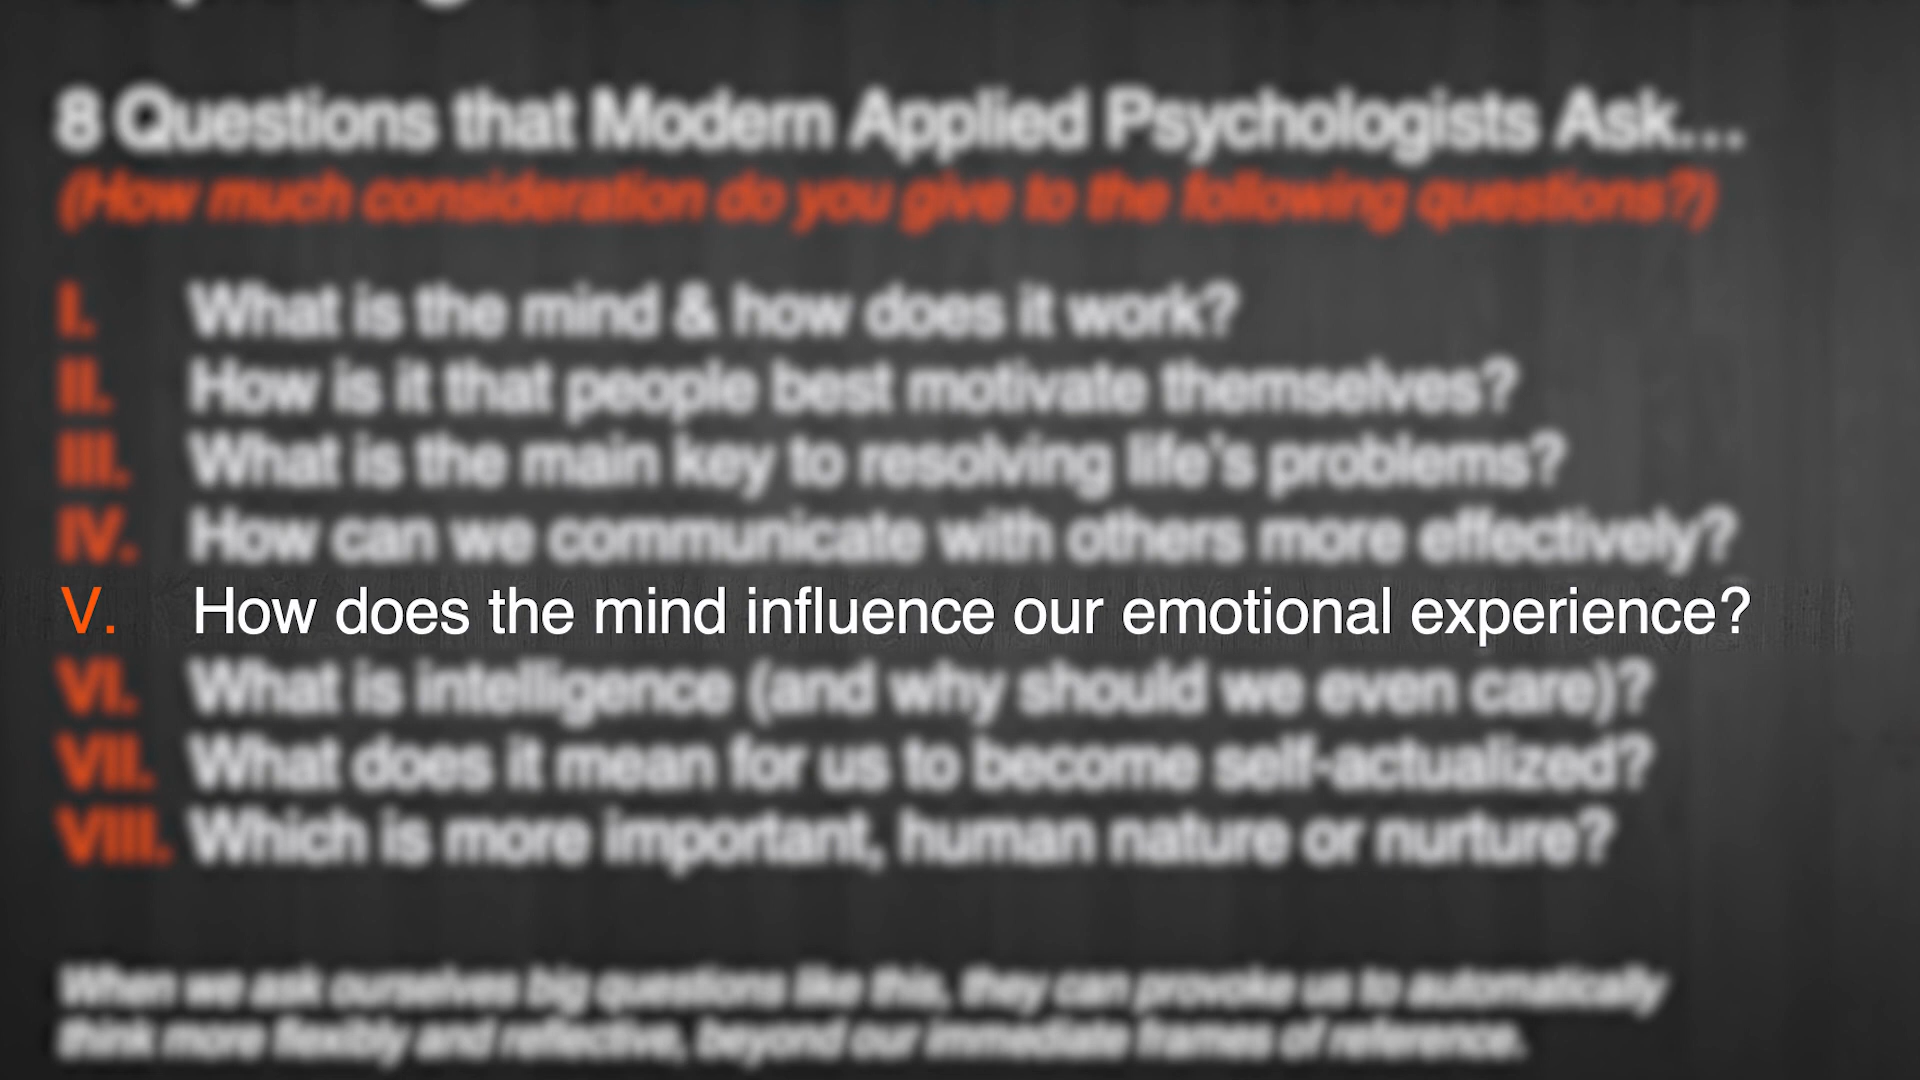 8 Questions that Modern Applied Psychologists Ask…
(How much consideration do you give to the following questions?)
I. What is the mind & how does it work?
II. How is it that people best motivate themselves?
III. What is the main key to resolving life's problems?
IV. How can we communicate with others more effectively?
V. How does the mind influence our emotional experience?
VI. What is intelligence (and why should we even care)?
VII. What does it mean for us to become self-actualized?
VIII. Which is more important, human nature or nurture?
When we ask ourselves big questions like this, they can provoke us to automatically
think more flexibly and reflective, beyond our immediate frames of reference.